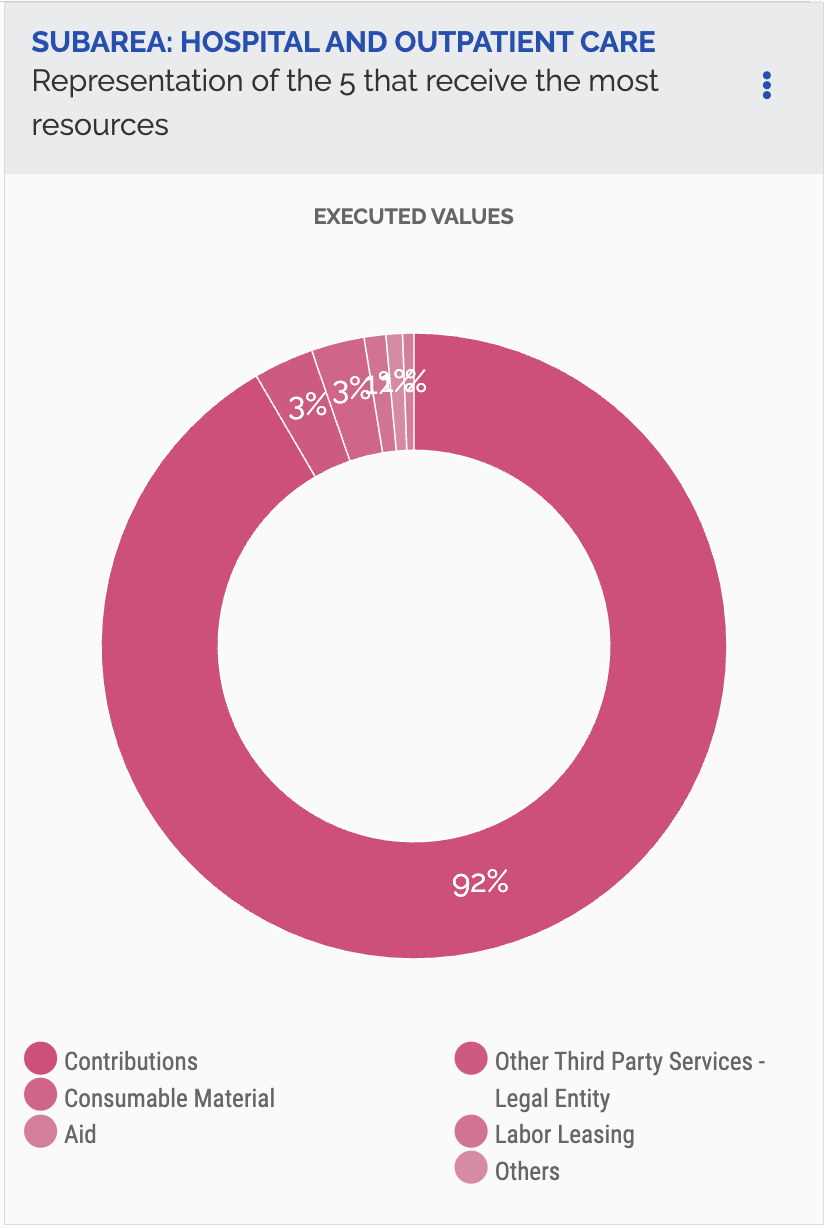 SUBAREA: HOSPITAL AND OUTPATIENT CARE
Representation of the 5 that receive the most
resources
EXECUTED VALUES
3%
3%
1%
92%
Contributions
Consumable Material
Aid
Other Third Party Services -
Legal Entity
Labor Leasing
Others